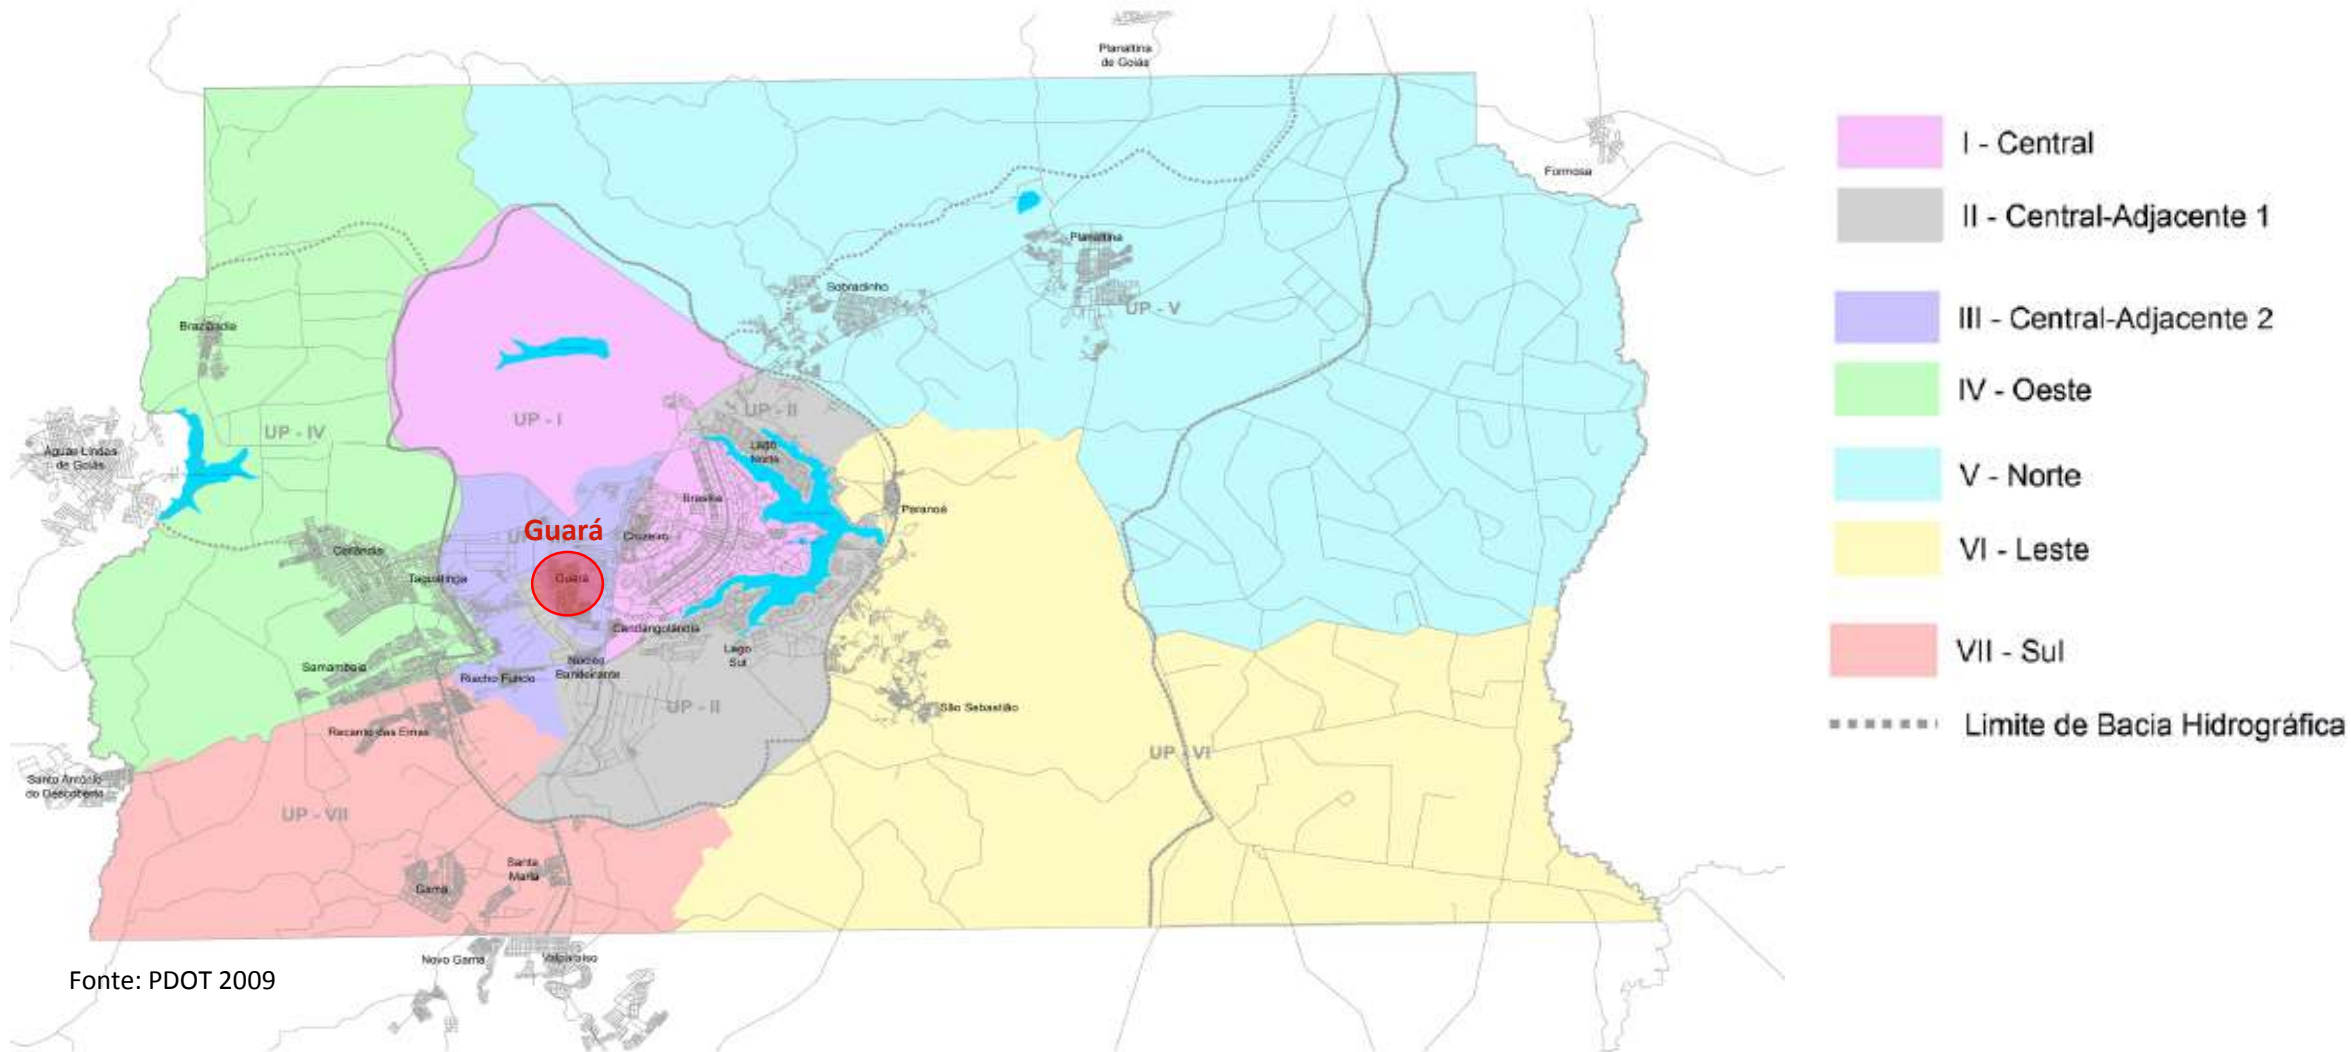 Planaltina
de Goiás
Formosa
Planaltina
Sobradinho
UP - V
Brazlândia
UP - II
UP - I
UP - IV
Lago
Norte
Águas Lindas
de Goiás
Brasília
Paranoá
Guará
Cruzeiro
Ceilândia
Taguatinga
Guará
Candangolândia
Lago
Sul
Núcleo
Bandeirante
Samambaia
Riacho Fundo
UP - II
São Sebastião
Recanto das Emas
UP - VI
Santo Antônio
do Descoberto
UP - VII
Santa
Maria
Gama
Novo Gama
Valparaíso
Fonte: PDOT 2009
I - Central
II - Central-Adjacente 1
III - Central-Adjacente 2
IV - Oeste
V - Norte
VI - Leste
VII - Sul
Limite de Bacia Hidrográfica